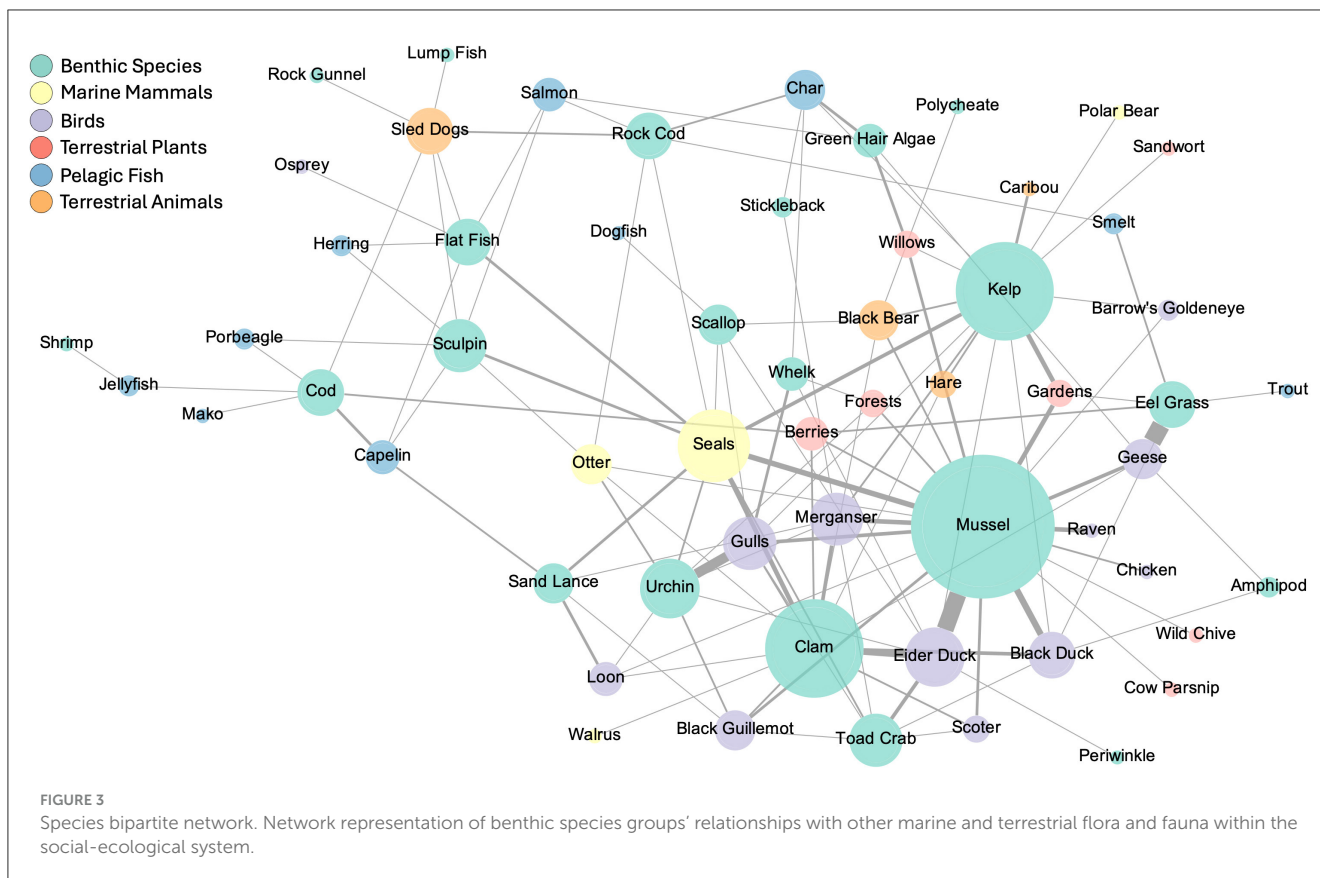 Benthic Species
Marine Mammals
Birds
Terrestrial Plants
Pelagic Fish
Terrestrial Animals
Lump Fish
Rock Gunnel
Salmon
Char
Polycheate
Polar Bear
Sled Dogs
Rock Cod
Green Hair Algae
Sandwort
Osprey
Caribou
Stickleback
Smelt
Herring
Flat Fish
Dogfish
Willows
Kelp
Barrow's Goldeneye
Scallop
Black Bear
Shrimp
Porbeagle
Sculpin
Jellyfish
Cod
Whelk
Hare
Gardens
Trout
Mako
Forests
Eel Grass
Berries
Seals
Capelin
Otter
Geese
Merganser
Mussel
Raven
Gulls
Chicken
Sand Lance
Urchin
Amphipod
Wild Chive
Clam
Eider Duck
Black Duck
Loon
Cow Parsnip
Walrus
Black Guillemot
Toad Crab
Scoter
Periwinkle
FIGURE 3
Species bipartite network. Network representation of benthic species groups' relationships with other marine and terrestrial flora and fauna within the
social-ecological system.